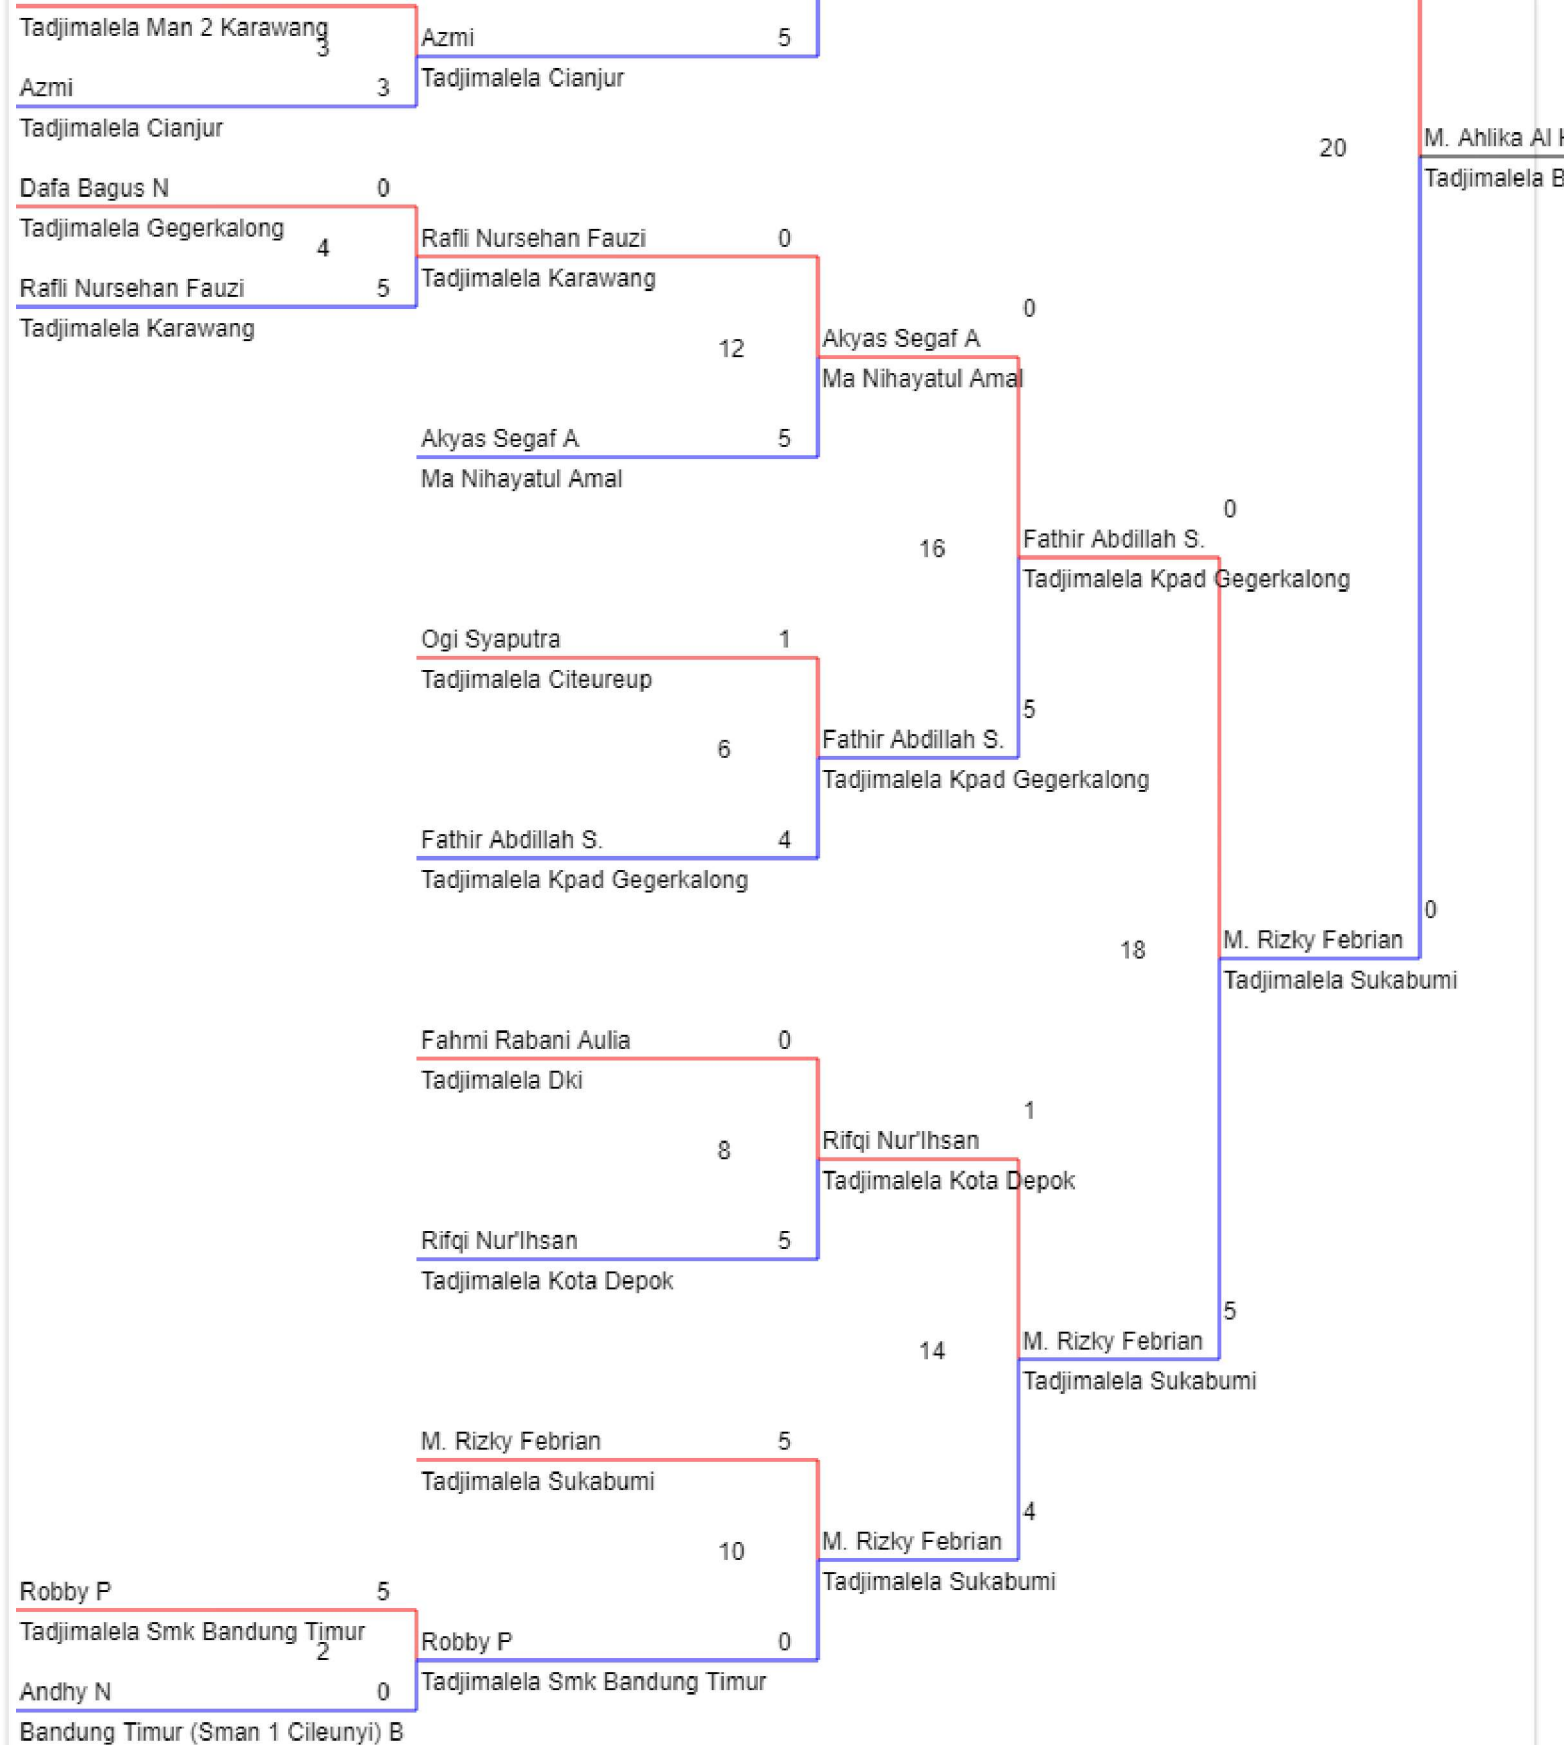 Tadjimalela Man 2 Karawang
3
Azmi 3
Tadjimalela Cianjur
Azmi 5
Tadjimalela Cianjur
Dafa Bagus N 0
Tadjimalela Gegerkalong
4
Rafli Nursehan Fauzi 5
Tadjimalela Karawang
Rafli Nursehan Fauzi 0
Tadjimalela Karawang
12
Akyas Segaf A 5
Ma Nihayatul Amal
0
Akyas Segaf A
Ma Nihayatul Amal
16
Ogi Syaputra 1
Tadjimalela Citeureup
6
Fathir Abdillah S. 4
Tadjimalela Kpad Gegerkalong
5
Fathir Abdillah S.
Tadjimalela Kpad Gegerkalong
0
Fathir Abdillah S.
Tadjimalela Kpad Gegerkalong
18
Fahmi Rabani Aulia 0
Tadjimalela Dki
8
Rifqi Nur'Ihsan 5
Tadjimalela Kota Depok
1
Rifqi Nur'Ihsan
Tadjimalela Kota Depok
14
M. Rizky Febrian 5
Tadjimalela Sukabumi
10
Robby P 5
Tadjimalela Smk Bandung Timur
2
Andhy N 0
Bandung Timur (Sman 1 Cileunyi) B
Robby P 0
Tadjimalela Smk Bandung Timur
4
M. Rizky Febrian
Tadjimalela Sukabumi
5
M. Rizky Febrian
Tadjimalela Sukabumi
0
M. Rizky Febrian
Tadjimalela Sukabumi
20
M. Ahlika Al
Tadjimalela B